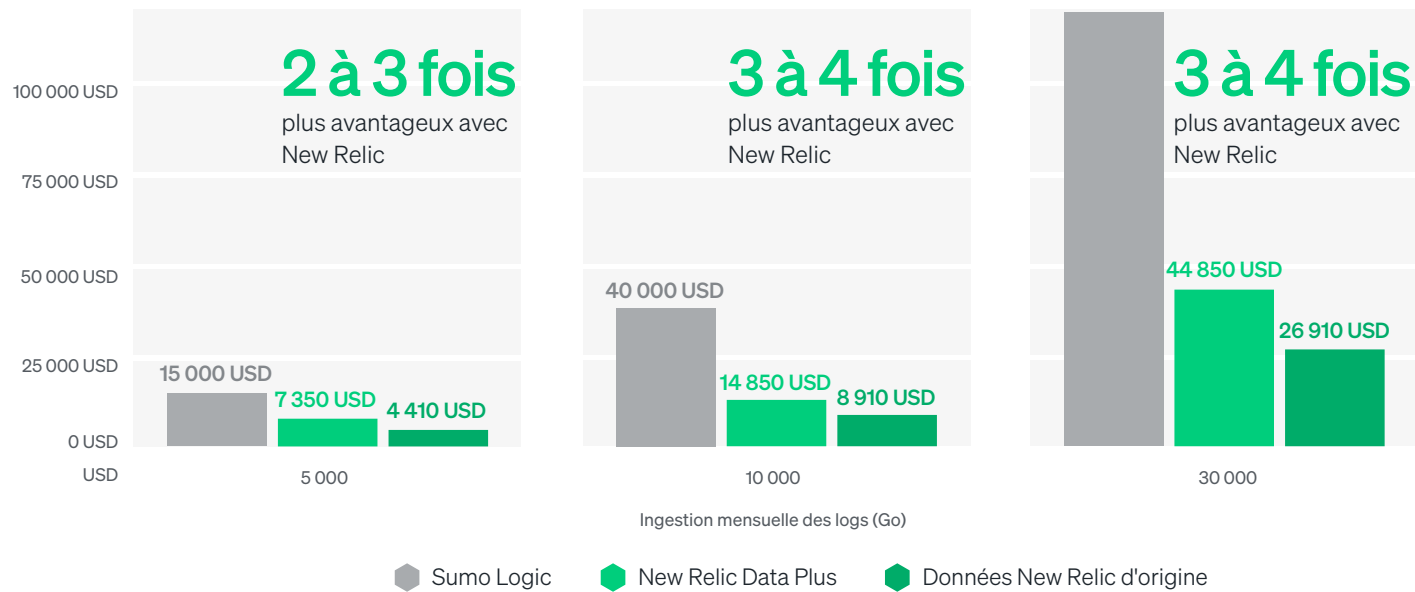 100 000 USD
75 000 USD
50 000 USD
25 000 USD
0 USD
USD
2 à 3 fois
plus avantageux avec
New Relic
15 000 USD
7 350 USD
4 410 USD
5 000
3 à 4 fois
plus avantageux avec
New Relic
40 000 USD
14 850 USD
8 910 USD
10 000
3 à 4 fois
plus avantageux avec
New Relic
44 850 USD
26 910 USD
30 000
Ingestion mensuelle des logs (Go)
Sumo Logic
New Relic Data Plus
Données New Relic d'origine